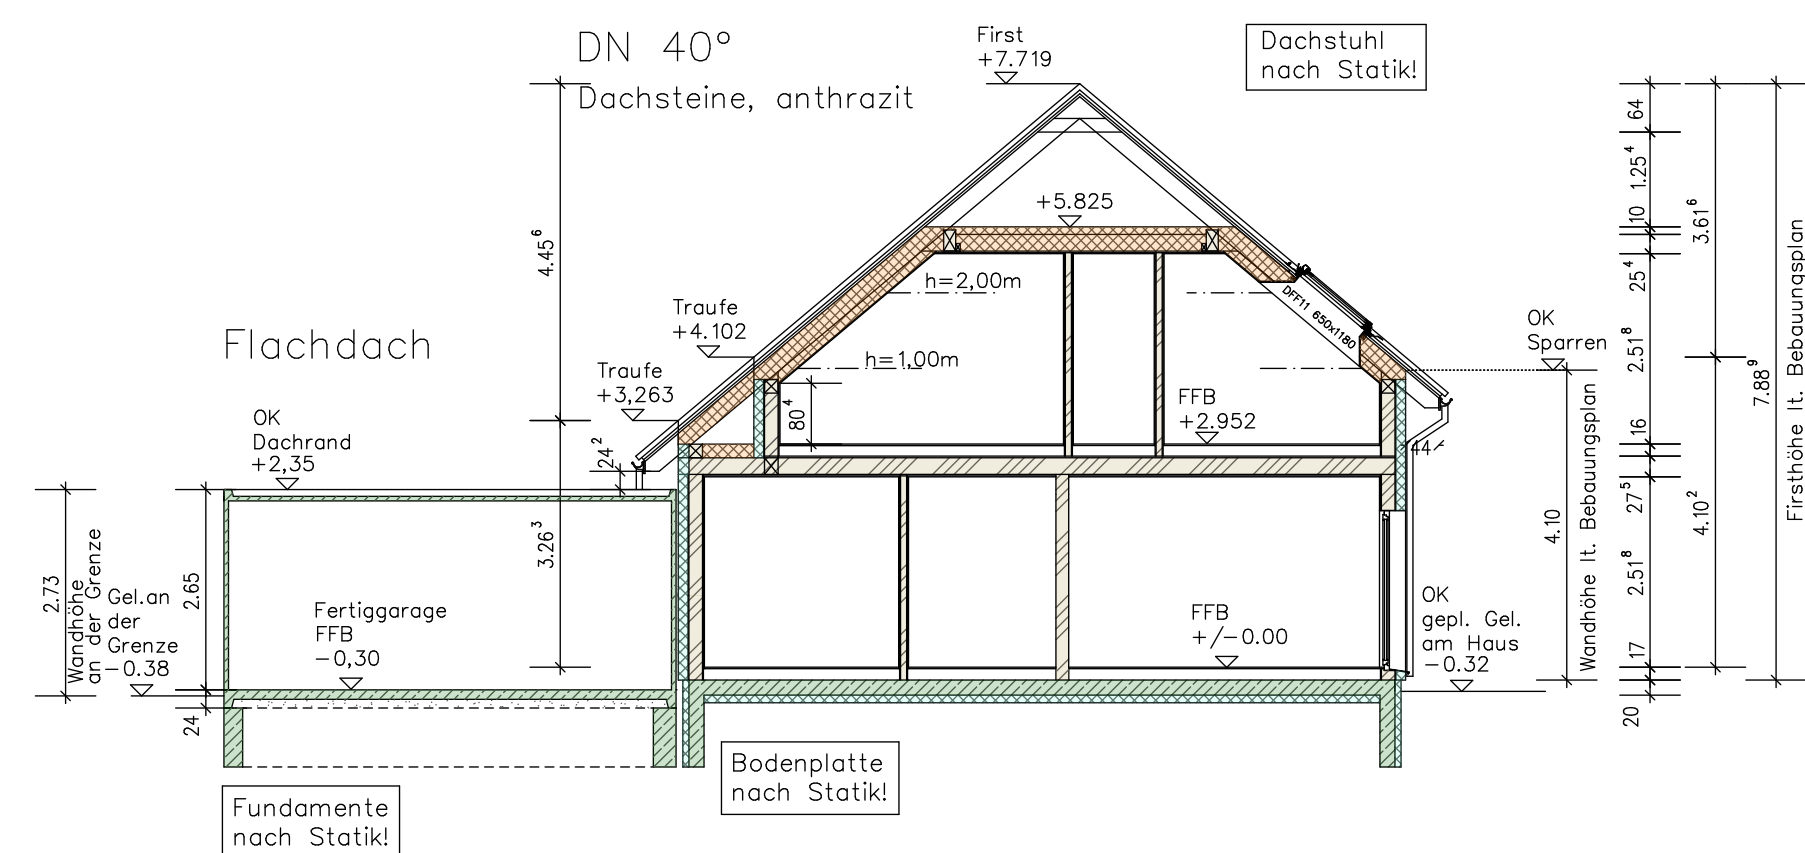 DN 40°
Dachsteine, anthrazit
First
+7.719
Dachstuhl
nach Statik!
+5.825
h=2,00m
h=1,00m
DFF11 650x1180
Traufe
+4.102
Traufe
+3,263
Flachdach
OK
Dachrand
+2,35
4.45⁶
3.26³
24²
80⁴
FFB
+2.952
44
OK
Sparren
4.10
Wandhöhe lt. Bebauungsplan
64
1.25⁴
10
25⁴
2.51⁸
16
27⁵
2.51⁸
17
20
3.61⁶
4.10²
7.88⁹
Firsthöhe lt. Bebauungsplan
2.73
Wandhöhe
an der Grenze
Gel.an
der
Grenze
-0.38
2.65
24
Fertiggarage
FFB
-0,30
FFB
+/-0.00
OK
gepl. Gel.
am Haus
-0.32
Bodenplatte
nach Statik!
Fundamente
nach Statik!